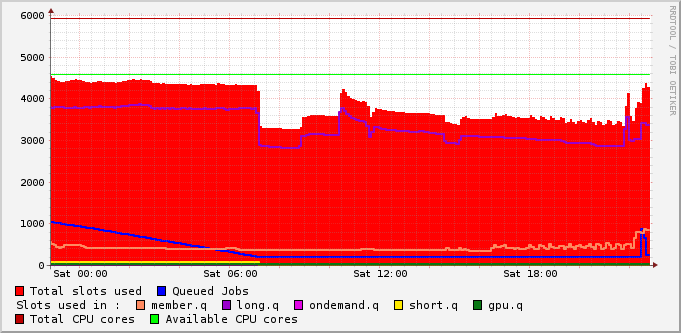 6000
5000
4000
3000
2000
1000
0
Sat 00:00 Sat 06:00 Sat 12:00 Sat 18:00
RRDTOOL / TOBI OETIKER
Total slots used Queued Jobs
Slots used in : member.q long.q ondemand.q short.q gpu.q
Total CPU cores Available CPU cores